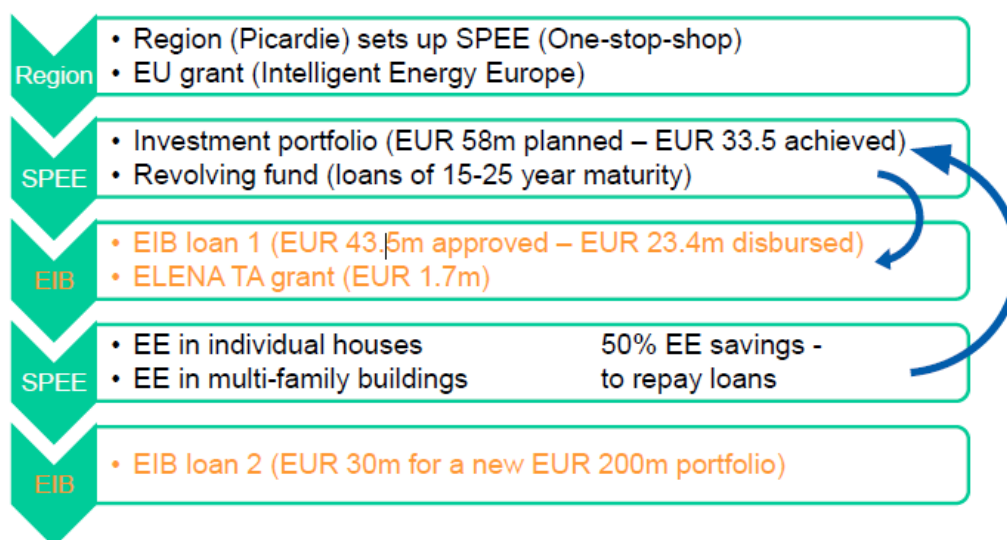 Region
• Region (Picardie) sets up SPEE (One-stop-shop)
• EU grant (Intelligent Energy Europe)
SPEE
• Investment portfolio (EUR 58m planned – EUR 33.5 achieved)
• Revolving fund (loans of 15-25 year maturity)
EIB
• EIB loan 1 (EUR 43.5m approved – EUR 23.4m disbursed)
• ELENA TA grant (EUR 1.7m)
SPEE
• EE in individual houses 50% EE savings -
• EE in multi-family buildings to repay loans
EIB
• EIB loan 2 (EUR 30m for a new EUR 200m portfolio)